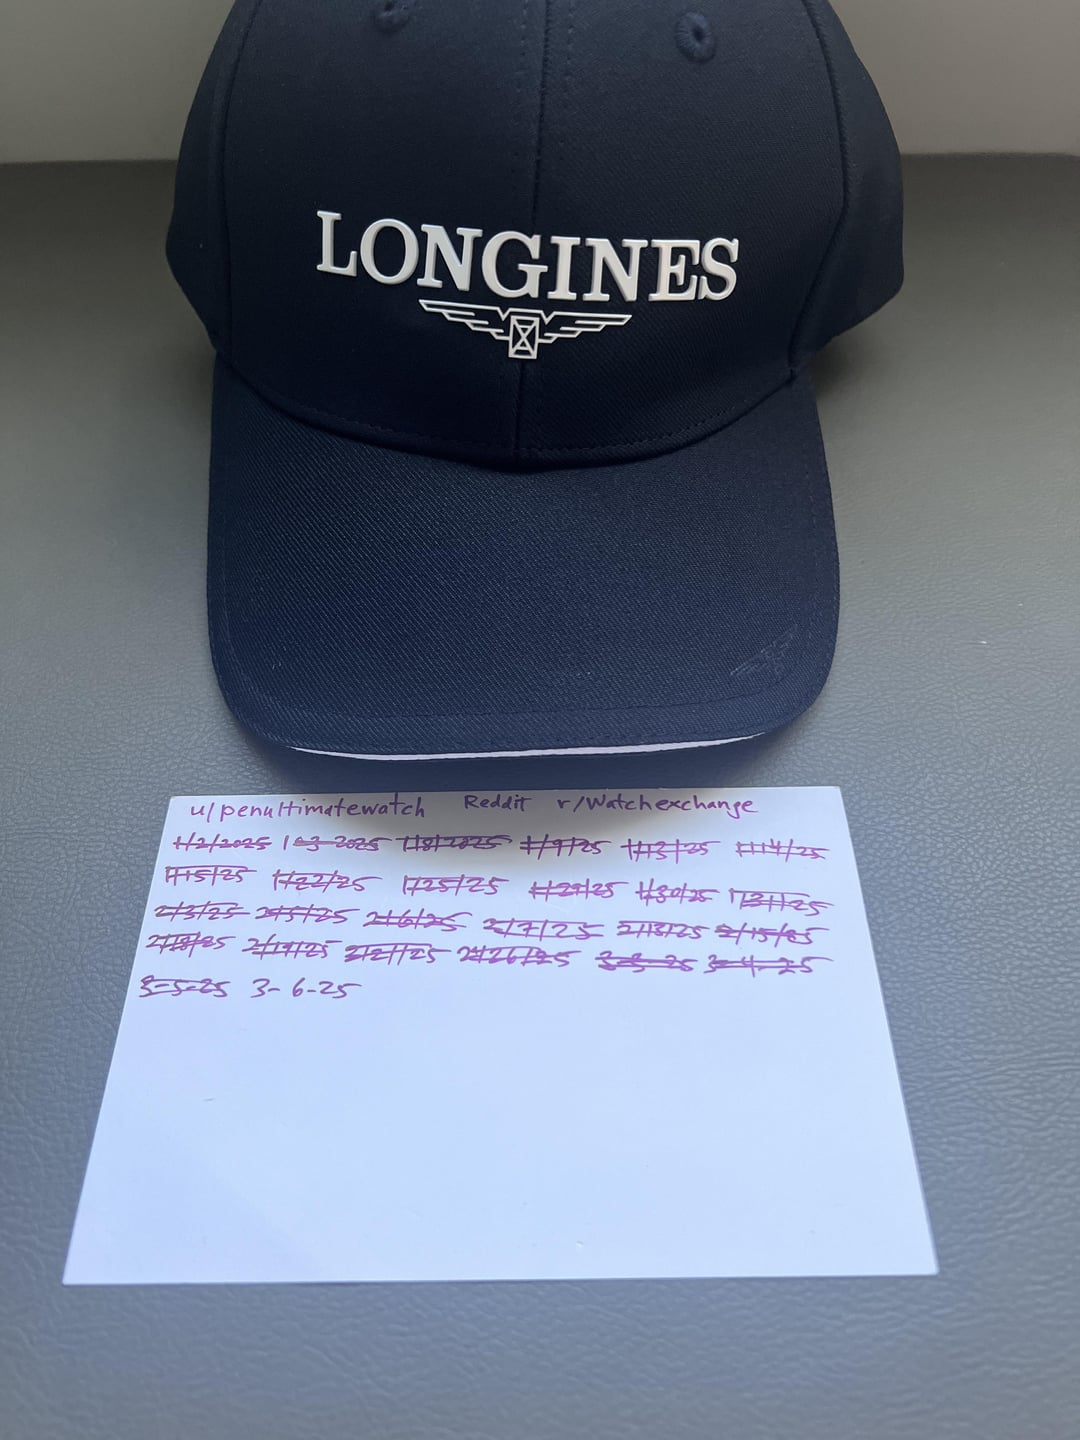 LONGINES
u/penultimatewatch Reddit r/Watchexchange
1/2/2025 1-3-2025 1/8/2025 1/9/25 1/13/25 1/14/25
1/15/25 1/22/25 1/25/25 1/29/25 1/30/25 1/31/25
2/3/25 2/5/25 2/6/25 2/7/25 2/13/25 2/15/25
2/18/25 2/19/25 2/21/25 2/26/25 3-3-25 3-4-25
3-5-25 3-6-25